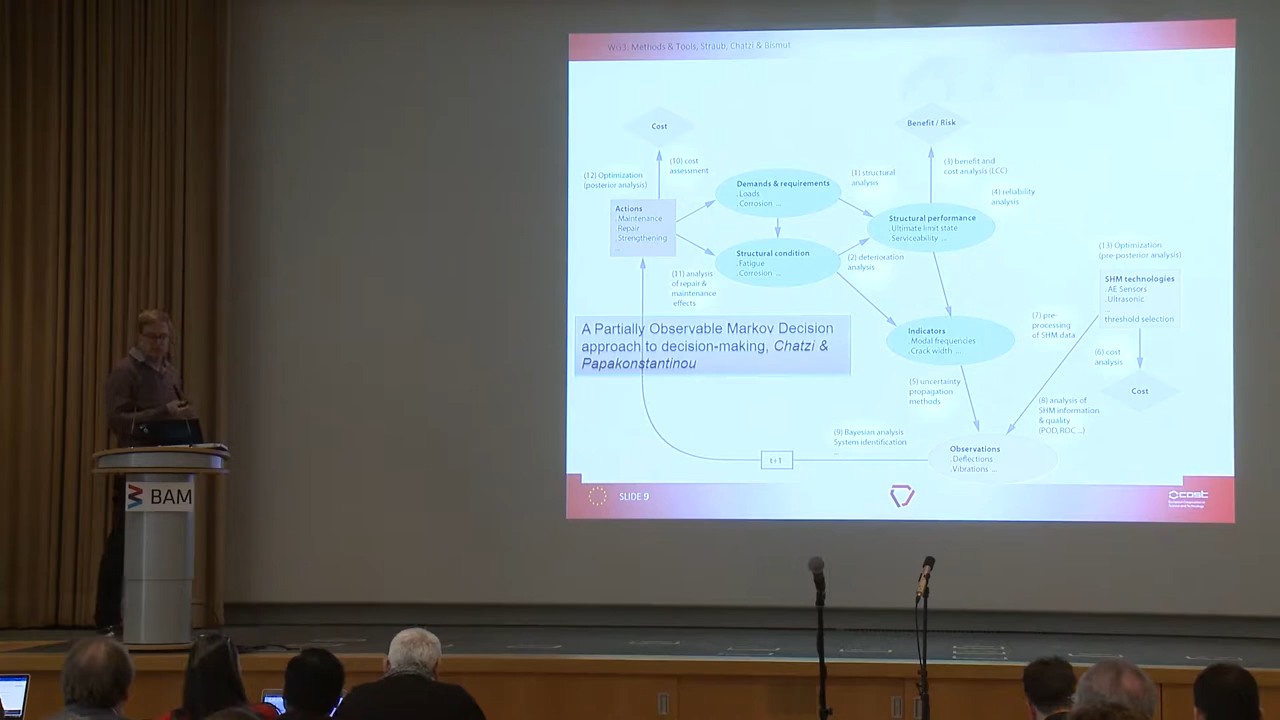 WG3: Methods & Tools, Straub, Chatzi & Bismut
Cost
Benefit / Risk
(10) cost
assessment
(3) benefit and
cost analysis (LCC)
(12) Optimization
(posterior analysis)
(1) structural
analysis
Demands & requirements
. Loads
. Corrosion ...
(4) reliability
analysis
Actions
. Maintenance
. Repair
. Strengthening
...
Structural performance
. Ultimate limit state
. Serviceability ...
Structural condition
. Fatigue
. Corrosion ...
(2) deterioration
analysis
(13) Optimization
(pre-posterior analysis)
(11) analysis
of repair &
maintenance
effects
SHM technologies
. AE Sensors
. Ultrasonic
...
threshold selection
A Partially Observable Markov Decision
approach to decision-making, Chatzi &
Papakonstantinou
Indicators
. Modal frequencies
. Crack width ...
(7) pre-
processing
of SHM data
(6) cost
analysis
(5) uncertainty
propagation
methods
Cost
(8) analysis of
SHM information
& quality
(POD, ROC ...)
(9) Bayesian analysis
System identification
...
t+1
Observations
. Deflections
. Vibrations ...
SLIDE 9
cost
BAM